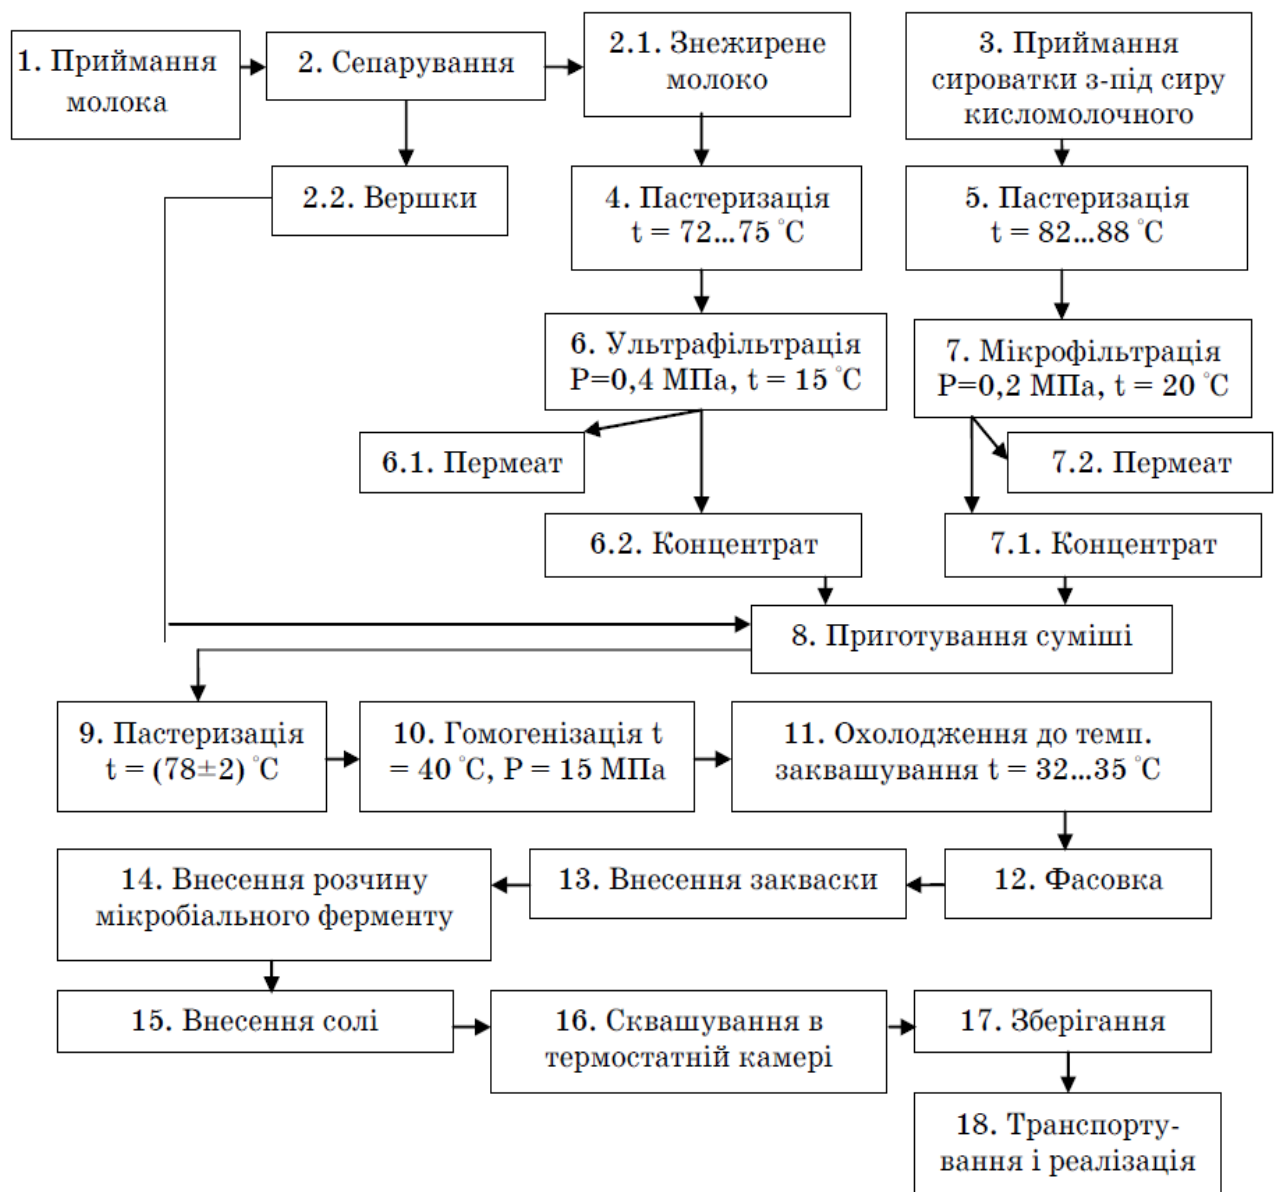 1. Приймання
молока
2. Сепарування
2.1. Знежирене
молоко
3. Приймання
сироватки з-під сиру
кисломолочного
2.2. Вершки
4. Пастеризація
t = 72...75 °C
5. Пастеризація
t = 82...88 °C
6. Ультрафільтрація
P=0,4 МПа, t = 15 °C
7. Мікрофільтрація
P=0,2 МПа, t = 20 °C
6.1. Пермеат
7.2. Пермеат
6.2. Концентрат
7.1. Концентрат
8. Приготування суміші
9. Пастеризація
t = (78±2) °C
10. Гомогенізація t
= 40 °C, P = 15 МПа
11. Охолодження до темп.
заквашування t = 32...35 °C
14. Внесення розчину
мікробіального ферменту
13. Внесення закваски
12. Фасовка
15. Внесення солі
16. Сквашування в
термостатній камері
17. Зберігання
18. Транспорту-
вання і реалізація